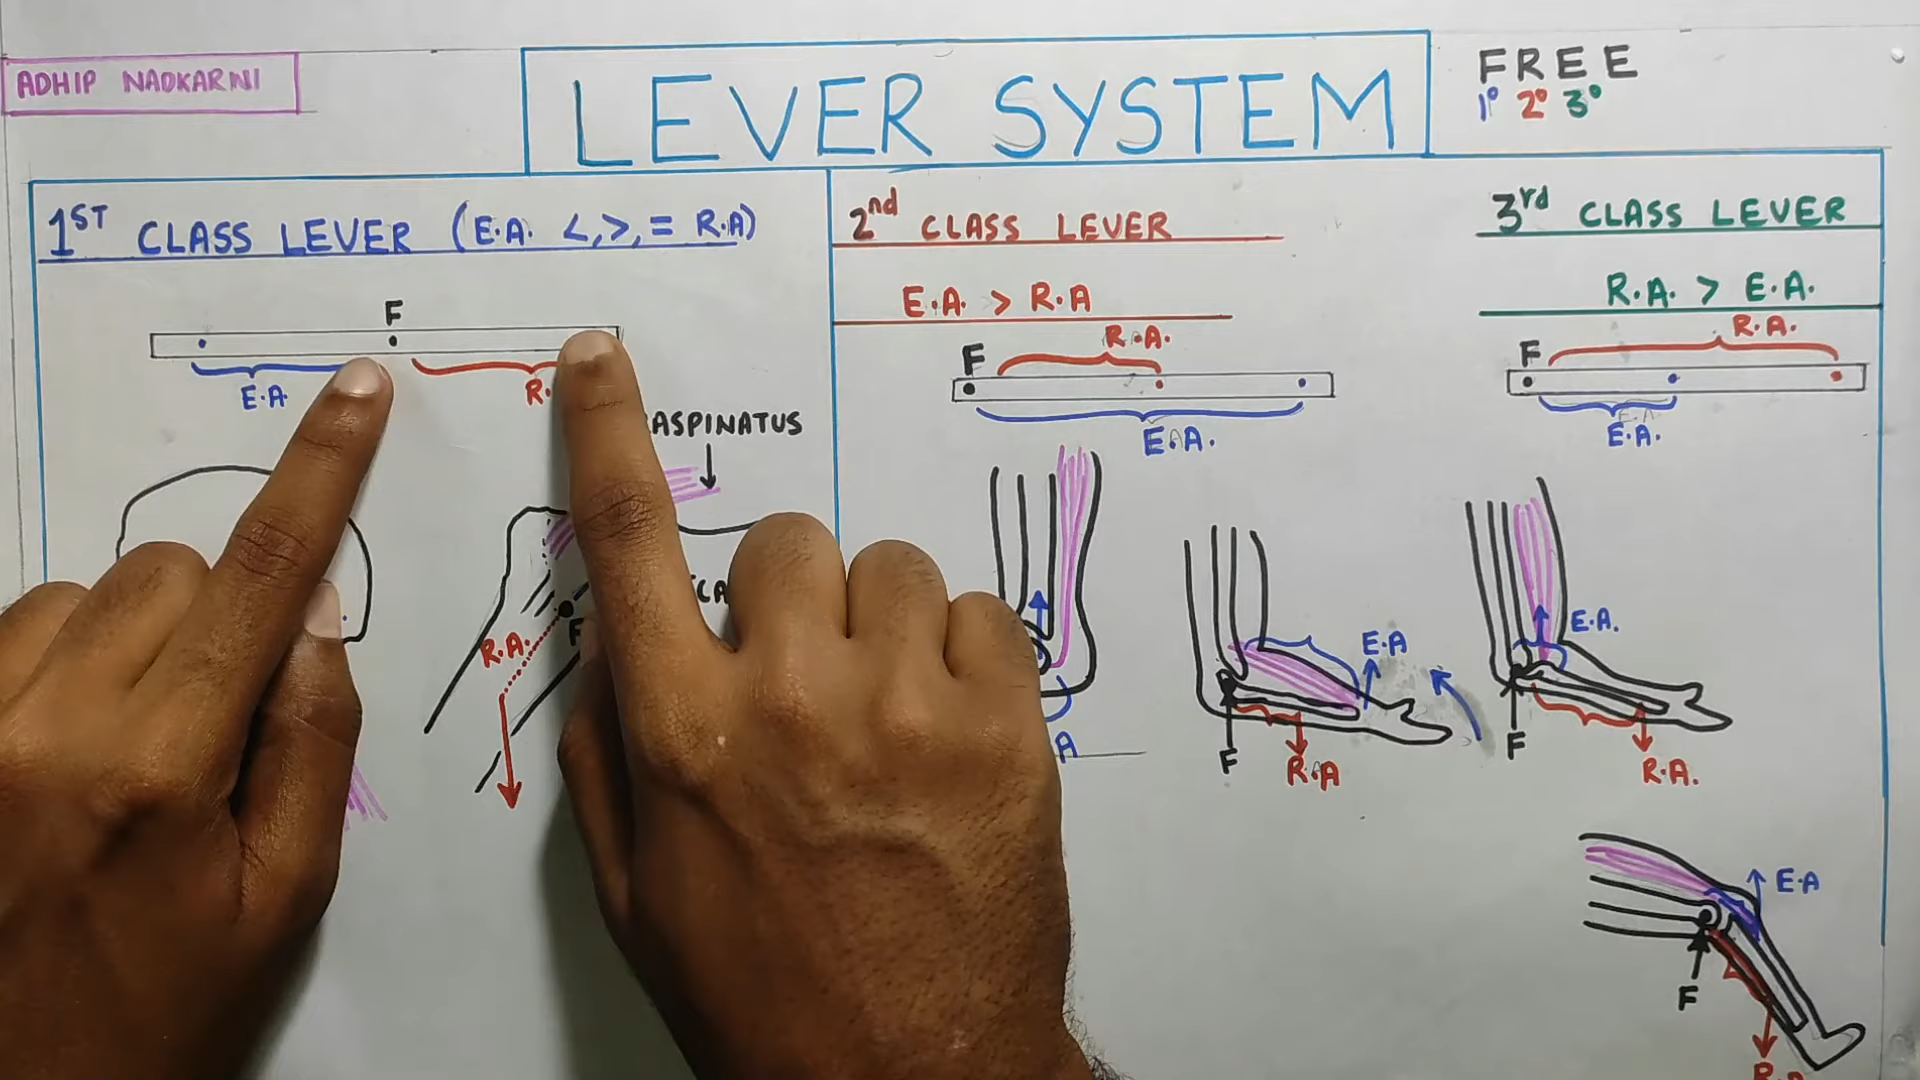 ADHIP NADKARNI
LEVER SYSTEM
FREE
1° 2° 3°
1ST CLASS LEVER (E.A. <,>,= R.A)
F
E.A
R.
ASPINATUS
R.A.
F
2nd CLASS LEVER
E.A. > R.A
R.A.
F
E.A.
A
E.A
F
R.A
3rd CLASS LEVER
R.A. > E.A.
R.A.
F
E.A.
E.A.
F
R.A.
E.A
F